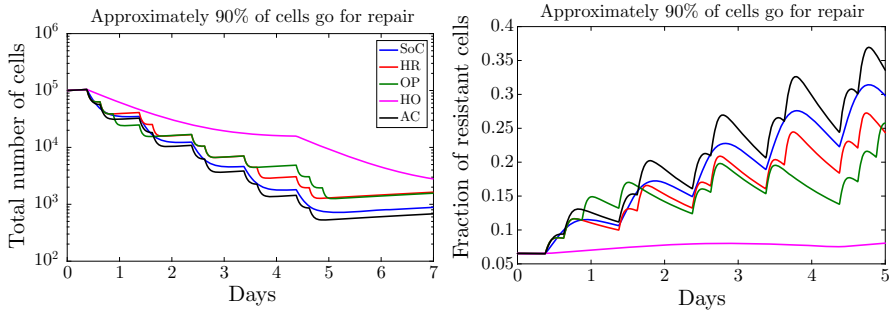 Approximately 90% of cells go for repair
Total number of cells
10^6
10^5
10^4
10^3
10^2
SoC
HR
OP
HO
AC
0 1 2 3 4 5 6 7
Days
Approximately 90% of cells go for repair
Fraction of resistant cells
0.4
0.35
0.3
0.25
0.2
0.15
0.1
0.05
0 1 2 3 4 5
Days